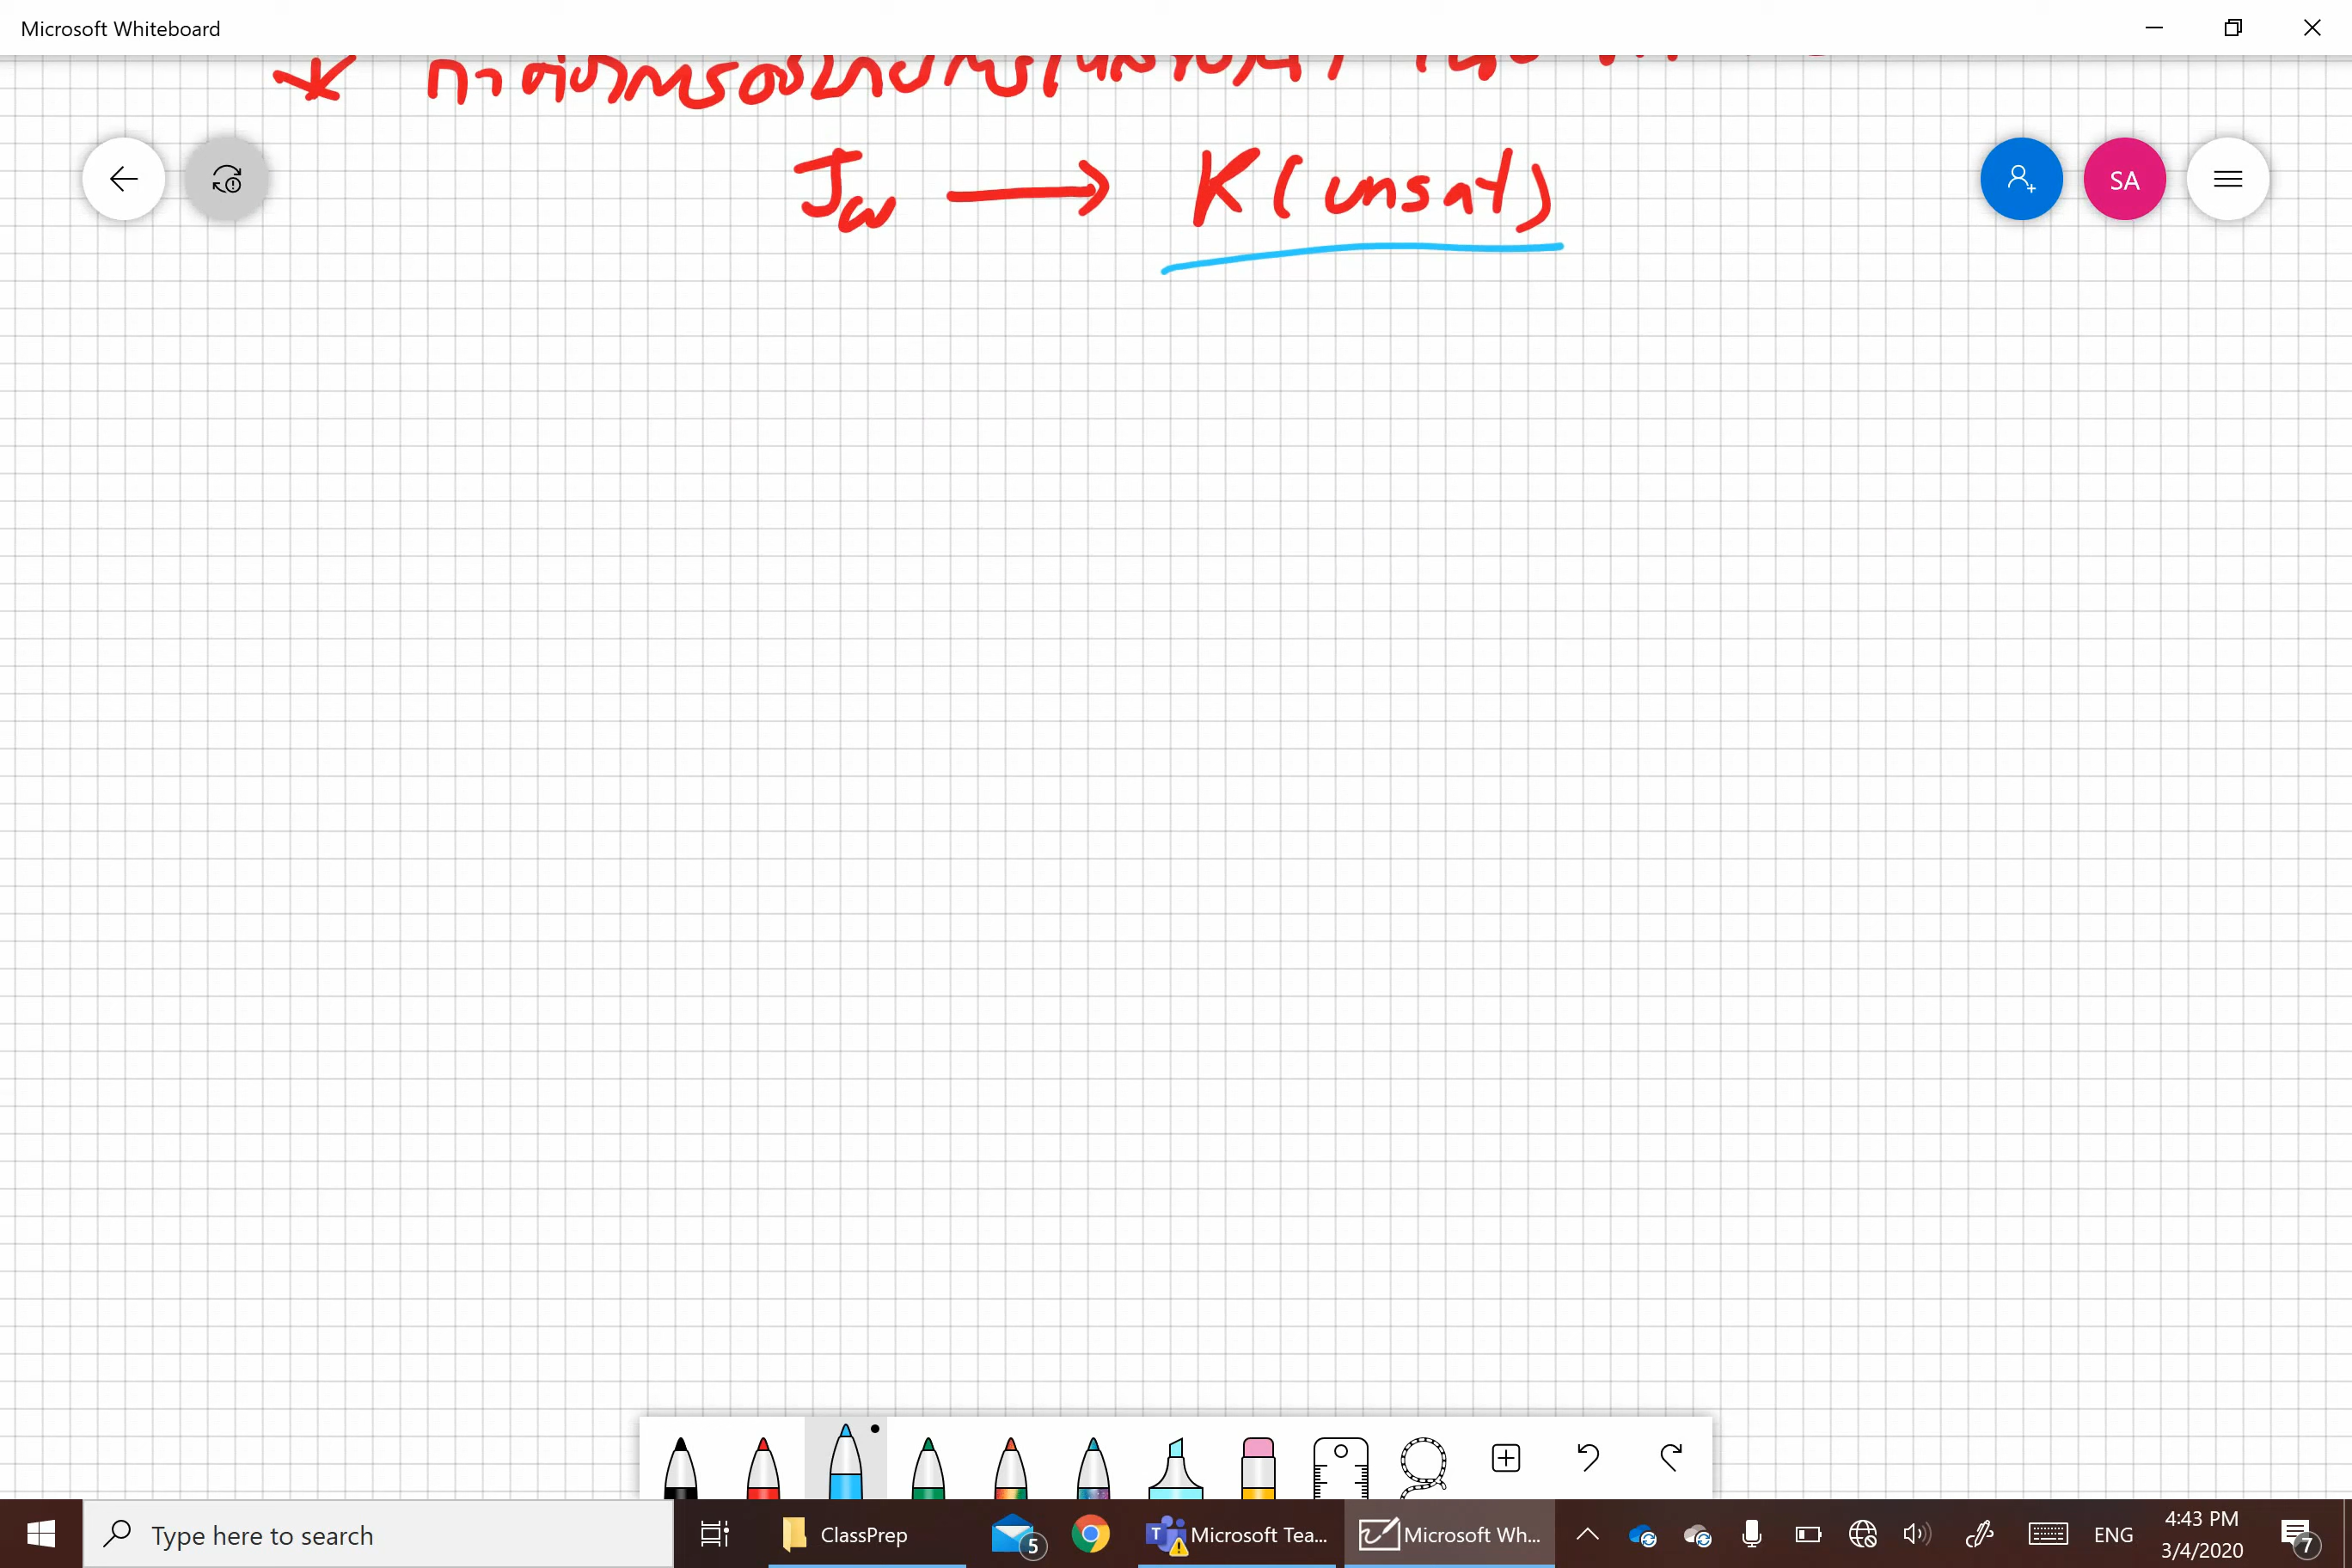 Microsoft Whiteboard
Jw → K(unsat)
SA
Type here to search
ClassPrep
5
Microsoft Tea...
Microsoft Wh...
ENG
4:43 PM
3/4/2020
7